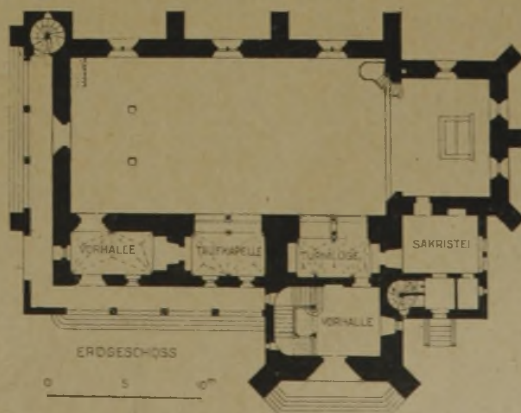 VORHALLE
TAUFKAPELLE
TURMLOGE
SAKRISTEI
VORHALLE
ERDGESCHOSS
0 5 10m